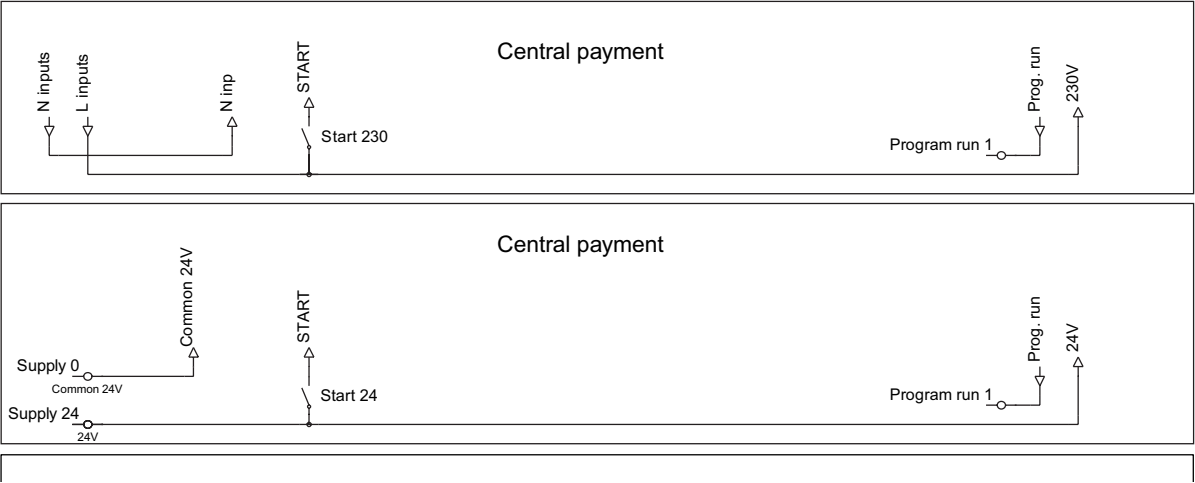 Central payment
N inputs
L inputs
N inp
START
Start 230
Program run 1
Prog. run
230V
Central payment
Common 24V
START
Supply 0
Common 24V
Start 24
Supply 24
24V
Program run 1
Prog. run
24V